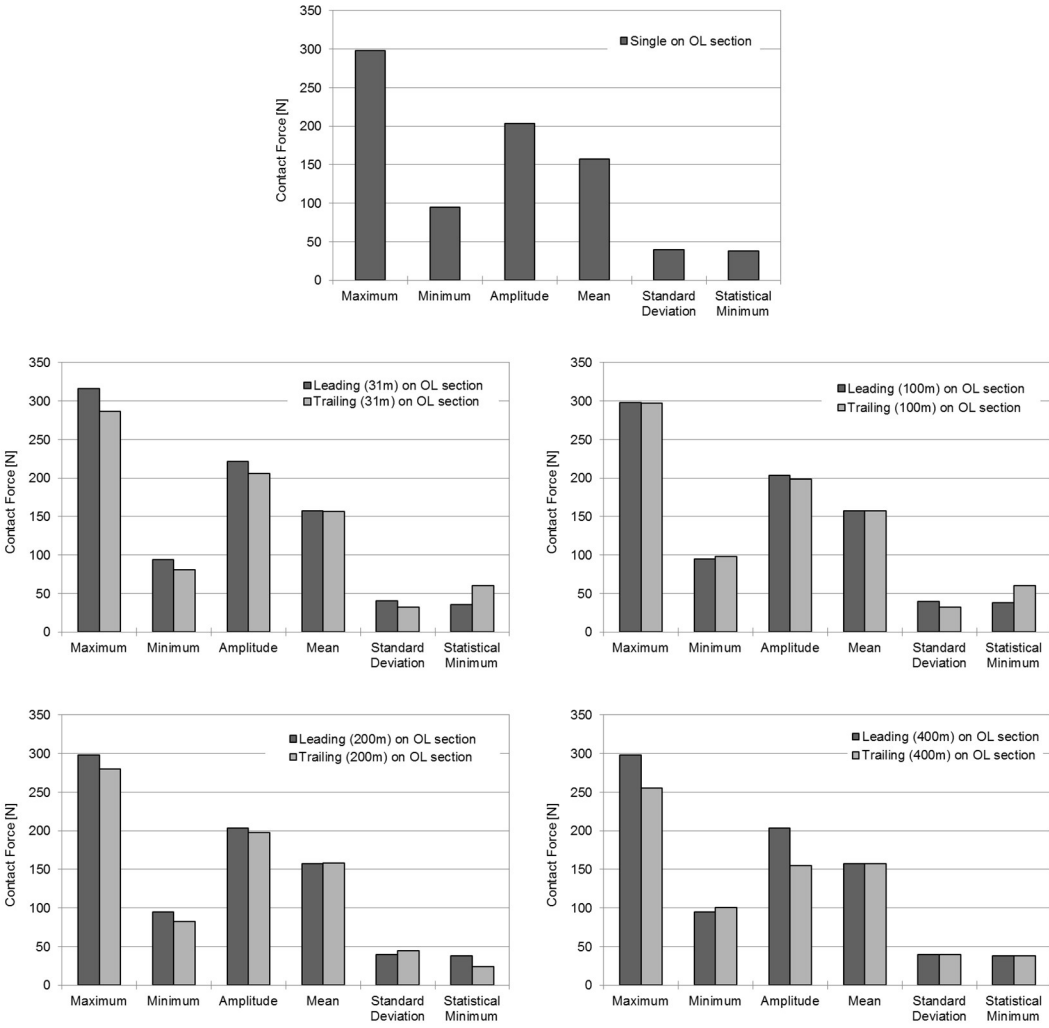 Single on OL section
Contact Force [N]
350
300
250
200
150
100
50
0
Maximum
Minimum
Amplitude
Mean
Standard
Deviation
Statistical
Minimum
Leading (31m) on OL section
Trailing (31m) on OL section
Contact Force [N]
350
300
250
200
150
100
50
0
Maximum
Minimum
Amplitude
Mean
Standard
Deviation
Statistical
Minimum
Leading (100m) on OL section
Trailing (100m) on OL section
Contact Force [N]
350
300
250
200
150
100
50
0
Maximum
Minimum
Amplitude
Mean
Standard
Deviation
Statistical
Minimum
Leading (200m) on OL section
Trailing (200m) on OL section
Contact Force [N]
350
300
250
200
150
100
50
0
Maximum
Minimum
Amplitude
Mean
Standard
Deviation
Statistical
Minimum
Leading (400m) on OL section
Trailing (400m) on OL section
Contact Force [N]
350
300
250
200
150
100
50
0
Maximum
Minimum
Amplitude
Mean
Standard
Deviation
Statistical
Minimum